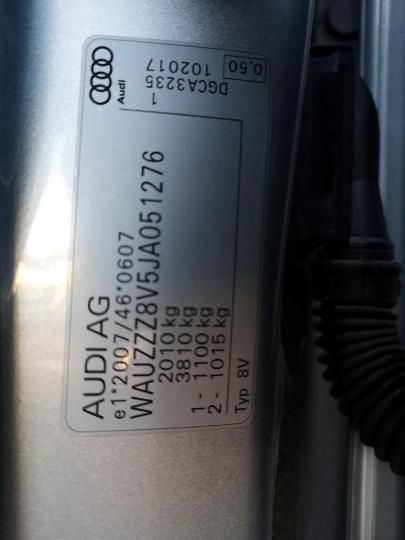 AUDI AG
e1*2007/46*0607
WAUZZZ8V5JA051276
2010 kg
3810 kg
1 - 1100 kg
2 - 1015 kg
Typ 8V
Audi
1
DGCA3235
102017
0,50